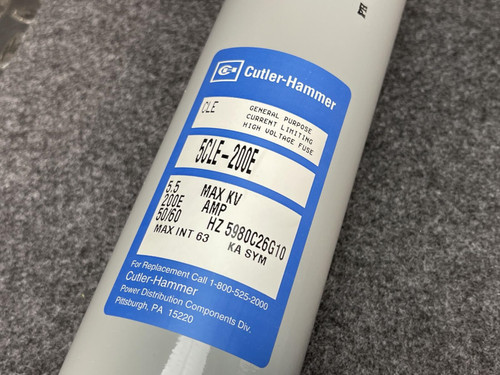 PH
Cutler-Hammer
CLE
GENERAL PURPOSE
CURRENT LIMITING
HIGH VOLTAGE FUSE
5CLE-200E
5.5 MAX KV
200E AMP
50/60 HZ 5980C26G10
MAX INT 63 KA SYM
For Replacement Call 1-800-525-2000
Cutler-Hammer
Power Distribution Components Div.
Pittsburgh, PA 15220